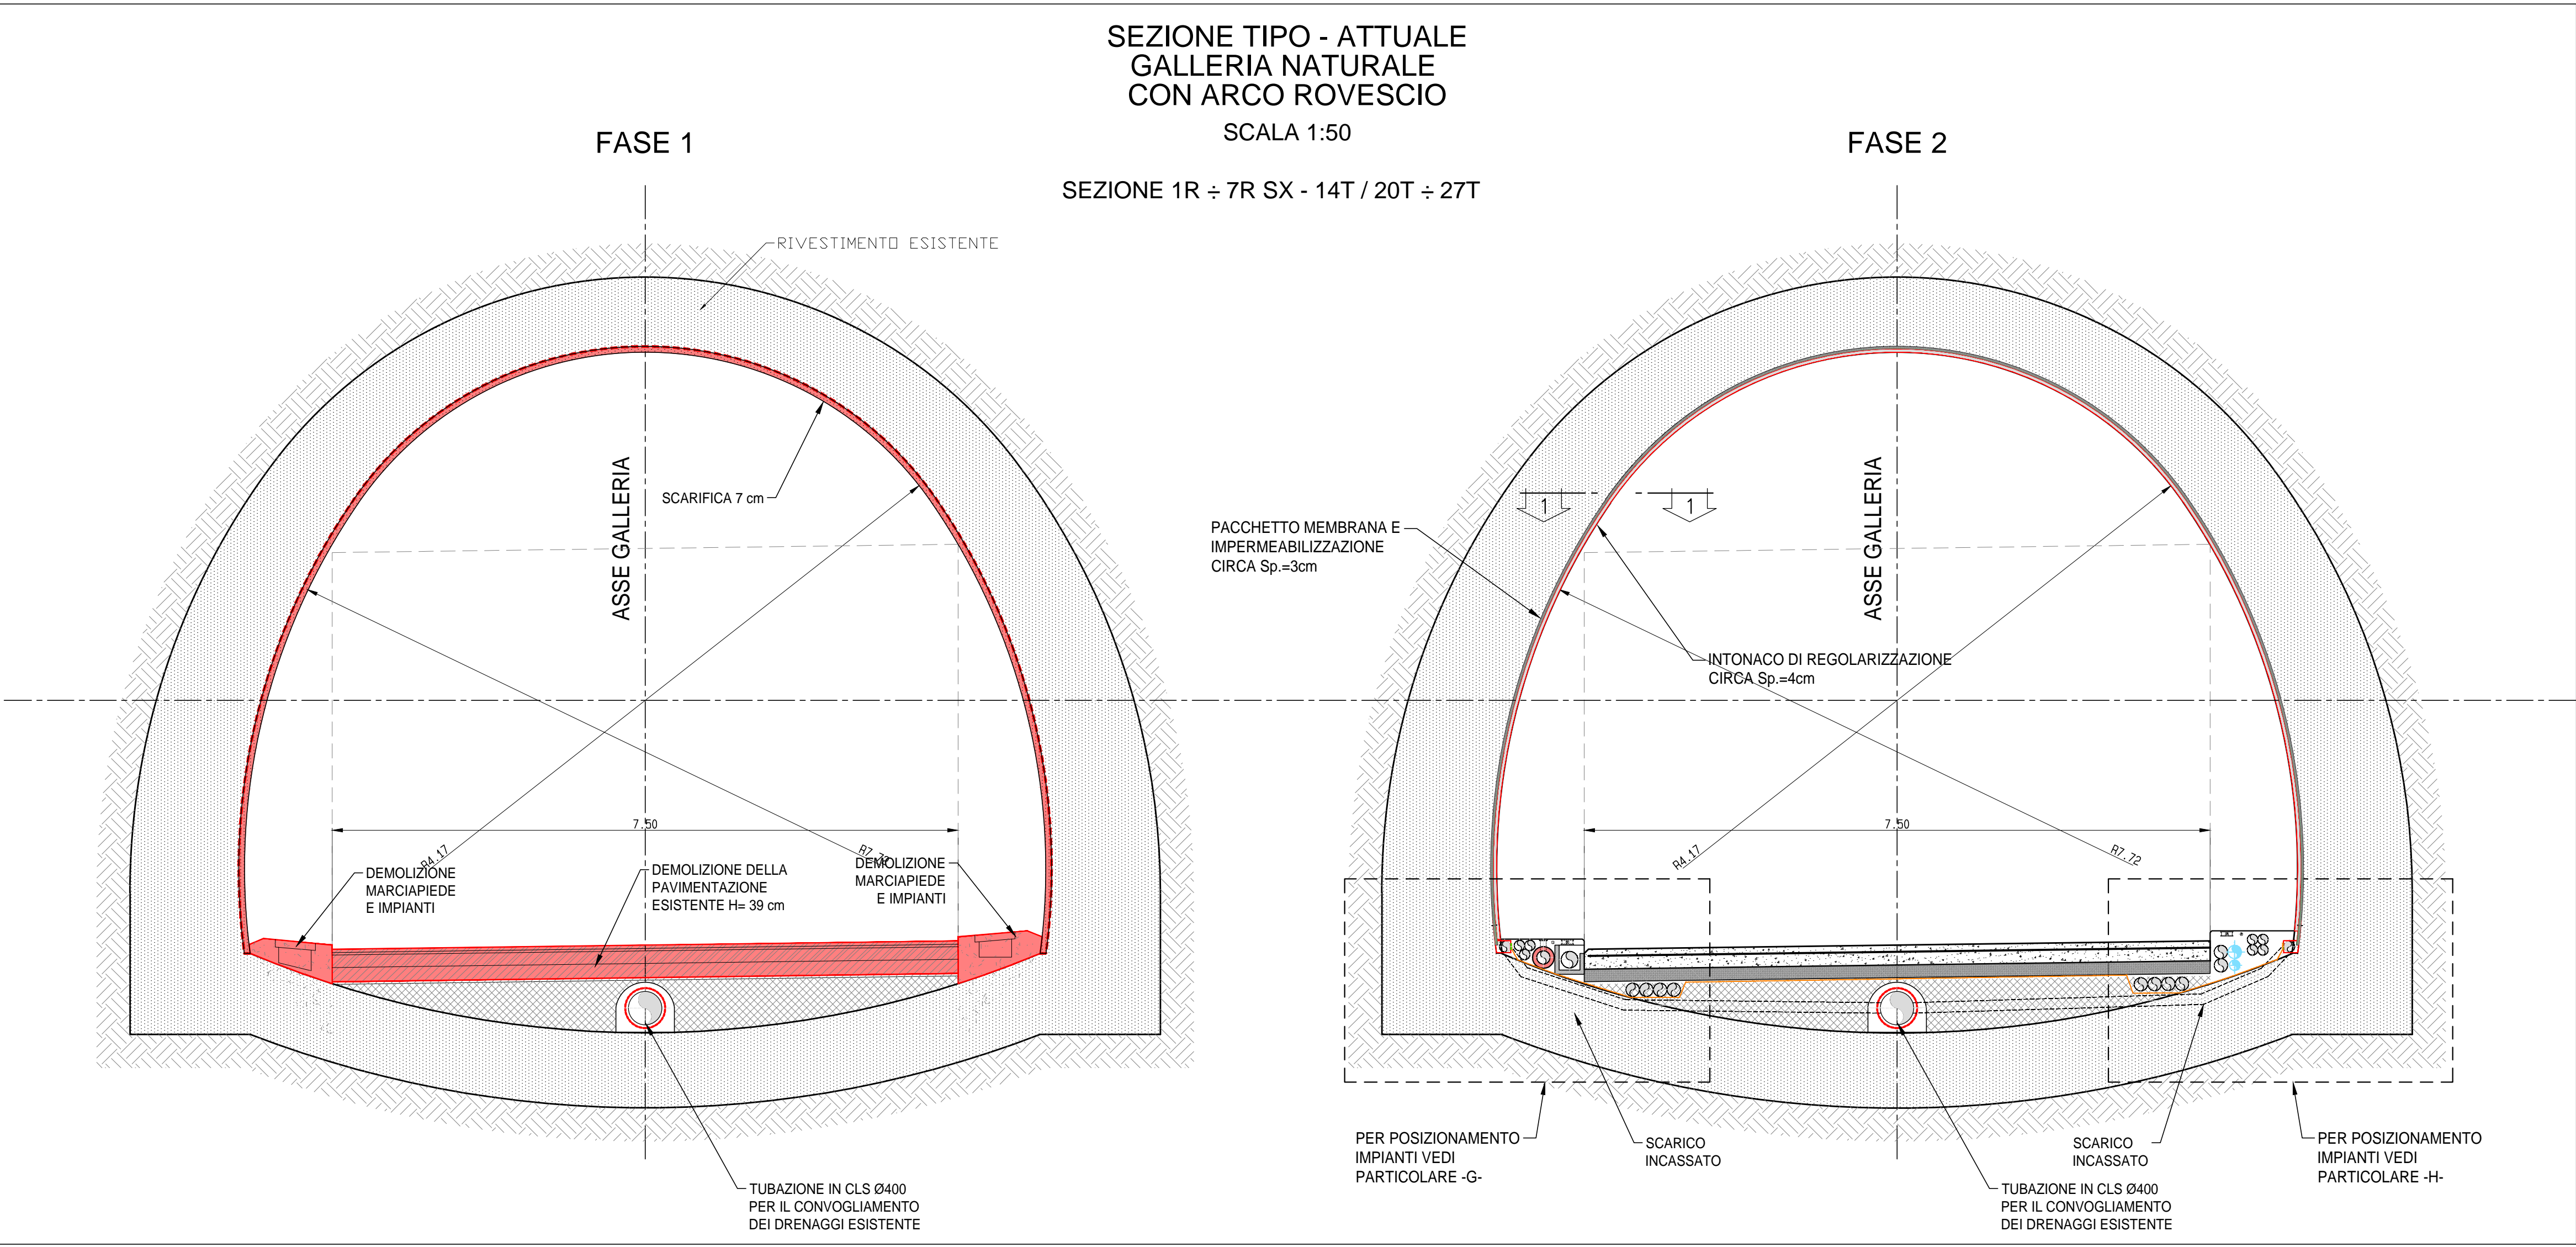 SEZIONE TIPO - ATTUALE
GALLERIA NATURALE
CON ARCO ROVESCIO
SCALA 1:50
SEZIONE 1R ÷ 7R SX - 14T / 20T ÷ 27T
FASE 1
RIVESTIMENTO ESISTENTE
SCARIFICA 7 cm
ASSE GALLERIA
7.50
R4.17
R7.72
DEMOLIZIONE
MARCIAPIEDE
E IMPIANTI
DEMOLIZIONE DELLA
PAVIMENTAZIONE
ESISTENTE H= 39 cm
DEMOLIZIONE
MARCIAPIEDE
E IMPIANTI
TUBAZIONE IN CLS Ø400
PER IL CONVOGLIAMENTO
DEI DRENAGGI ESISTENTE
FASE 2
1
1
PACCHETTO MEMBRANA E
IMPERMEABILIZZAZIONE
CIRCA Sp.=3cm
ASSE GALLERIA
INTONACO DI REGOLARIZZAZIONE
CIRCA Sp.=4cm
7.50
R4.17
R7.72
PER POSIZIONAMENTO
IMPIANTI VEDI
PARTICOLARE -G-
SCARICO
INCASSATO
SCARICO
INCASSATO
PER POSIZIONAMENTO
IMPIANTI VEDI
PARTICOLARE -H-
TUBAZIONE IN CLS Ø400
PER IL CONVOGLIAMENTO
DEI DRENAGGI ESISTENTE